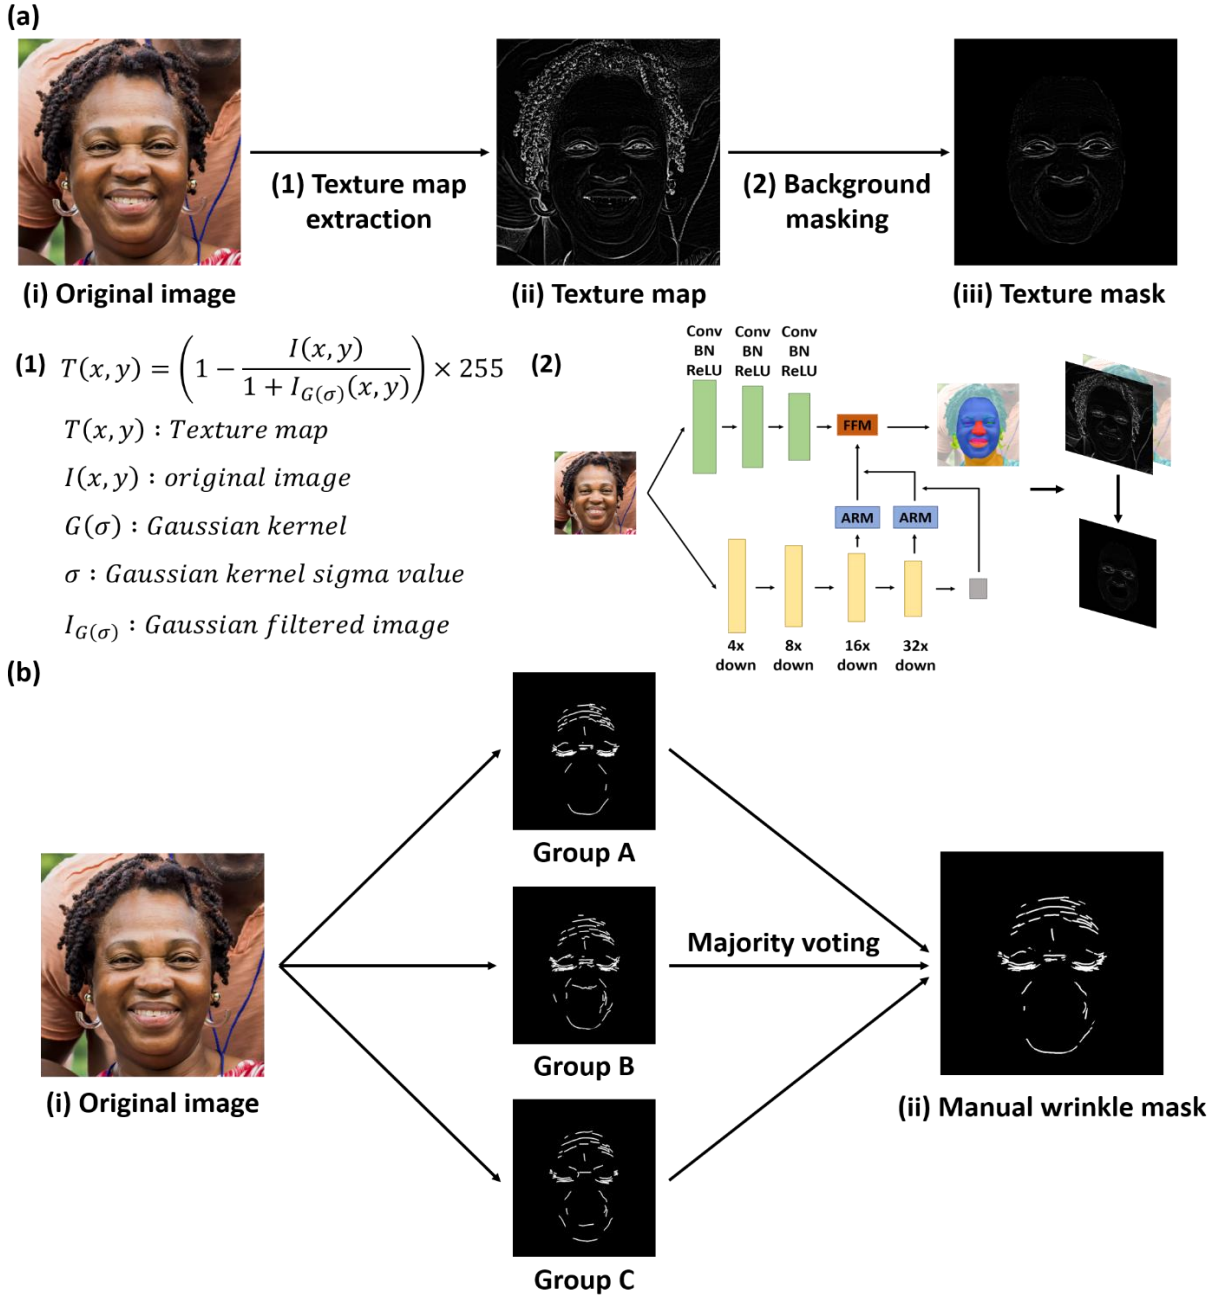 (a)
(1) Texture map
extraction
(2) Background
masking
(i) Original image
(ii) Texture map
(iii) Texture mask
(1) T(x, y) = (1 − I(x, y) / (1 + I_{G(σ)}(x, y))) × 255
T(x, y) : Texture map
I(x, y) : original image
G(σ) : Gaussian kernel
σ : Gaussian kernel sigma value
I_{G(σ)} : Gaussian filtered image
(2)
Conv
BN
ReLU
Conv
BN
ReLU
Conv
BN
ReLU
FFM
ARM
ARM
4x
down
8x
down
16x
down
32x
down
(b)
Group A
Majority voting
Group B
(i) Original image
(ii) Manual wrinkle mask
Group C